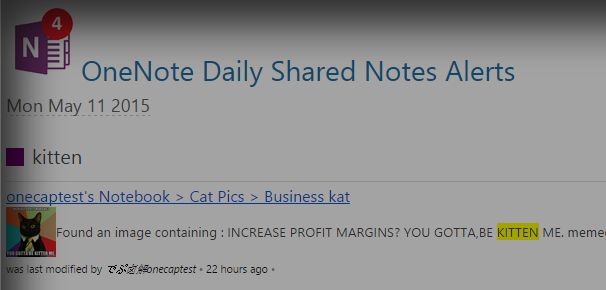 N 4
OneNote Daily Shared Notes Alerts
Mon May 11 2015
kitten
onecaptest's Notebook > Cat Pics > Business kat
YOU GOTTA BE KITTEN ME.
Found an image containing : INCREASE PROFIT MARGINS? YOU GOTTA,BE KITTEN ME. meme
was last modified by onecaptest • 22 hours ago •